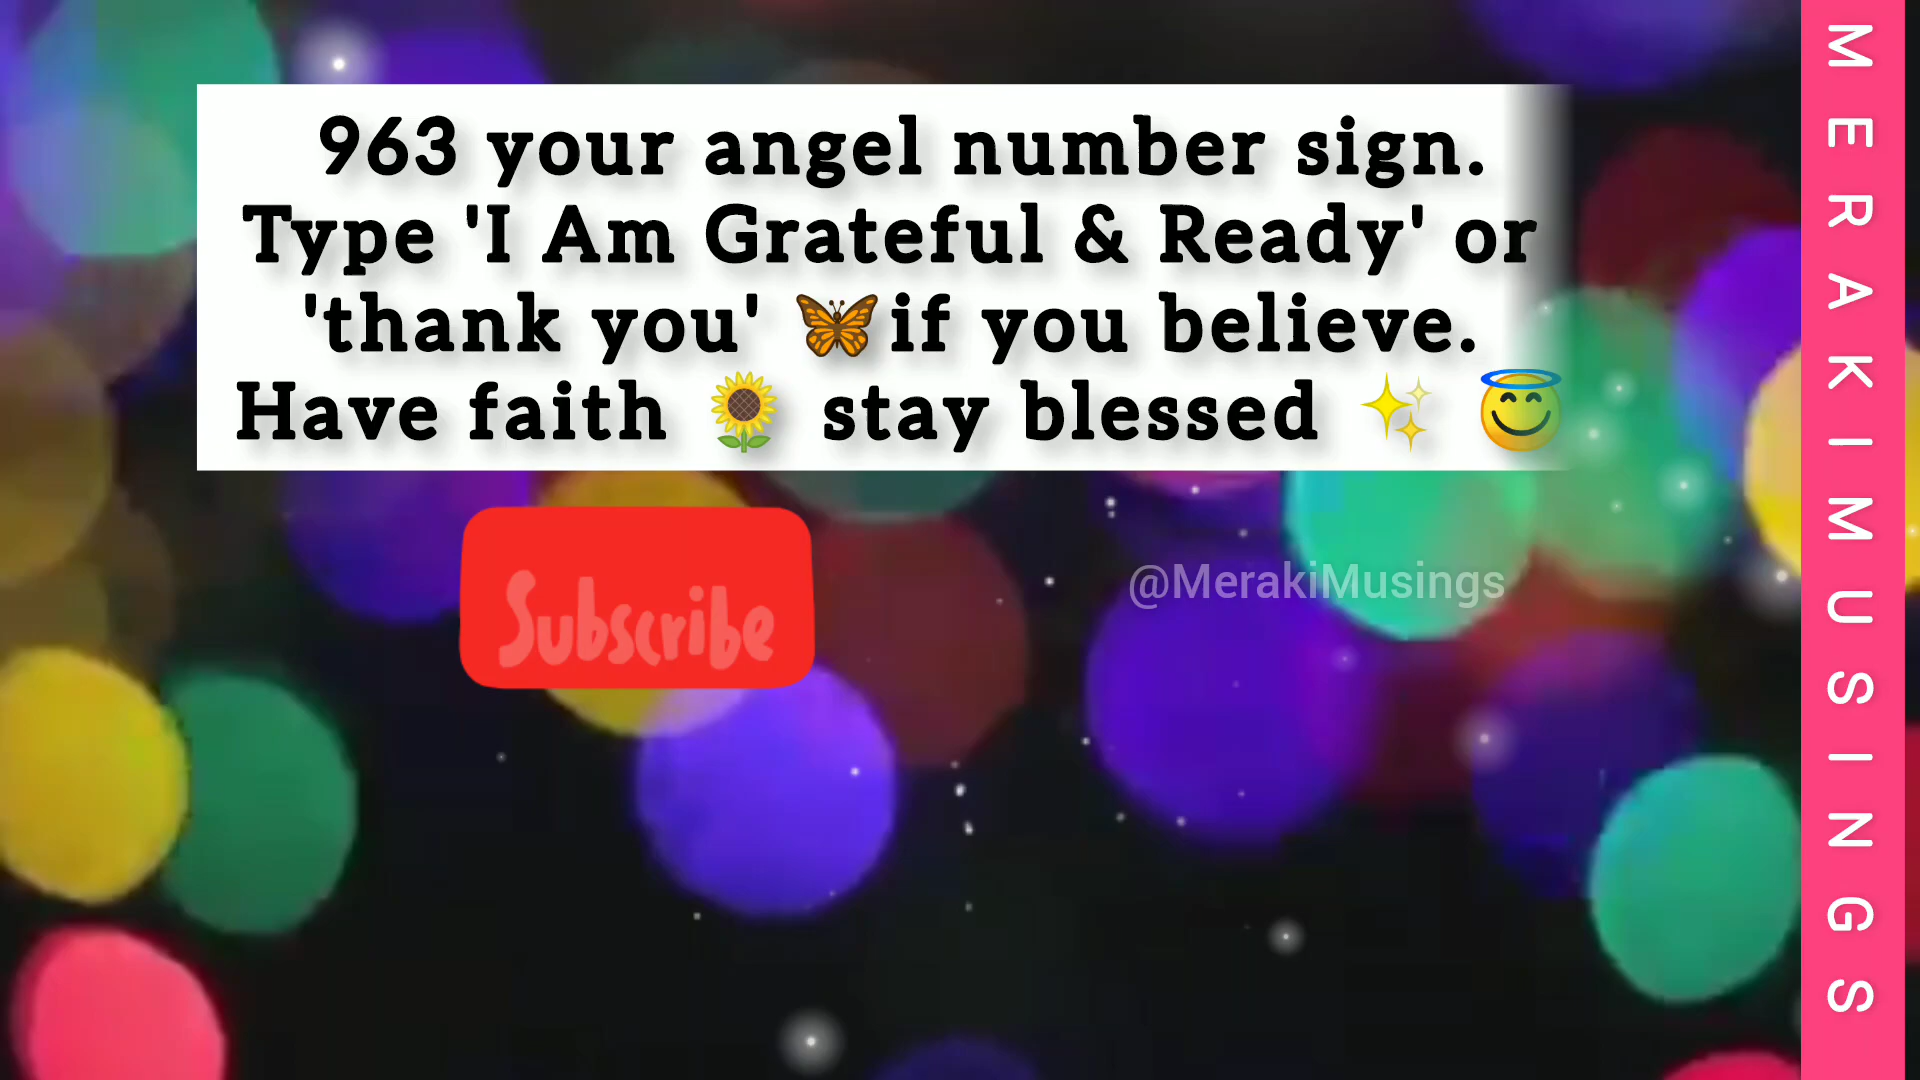 963 your angel number sign.
Type 'I Am Grateful & Ready' or
'thank you' 🦋if you believe.
Have faith 🌻 stay blessed ✨ 😇
Subscribe
@MerakiMusings
MERAKIMUSINGS